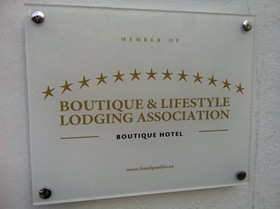 MEMBER OF
BOUTIQUE & LIFESTYLE
LODGING ASSOCIATION
BOUTIQUE HOTEL